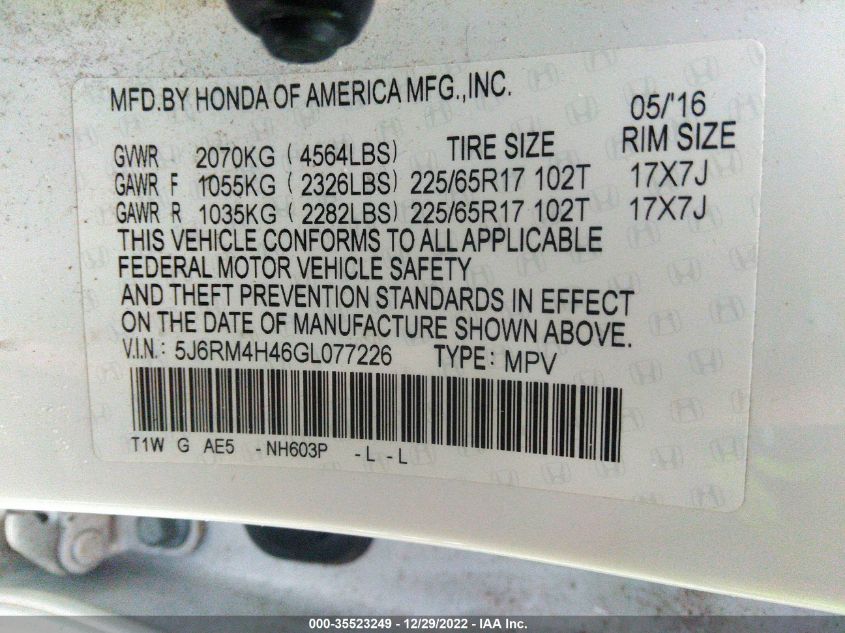 MFD.BY HONDA OF AMERICA MFG.,INC. 05/'16
GVWR 2070KG (4564LBS) TIRE SIZE RIM SIZE
GAWR F 1055KG (2326LBS) 225/65R17 102T 17X7J
GAWR R 1035KG (2282LBS) 225/65R17 102T 17X7J
THIS VEHICLE CONFORMS TO ALL APPLICABLE
FEDERAL MOTOR VEHICLE SAFETY
AND THEFT PREVENTION STANDARDS IN EFFECT
ON THE DATE OF MANUFACTURE SHOWN ABOVE.
V.I.N.: 5J6RM4H46GL077226 TYPE: MPV
T1W G AE5 -NH603P -L -L
000-35523249 - 12/29/2022 - IAA Inc.